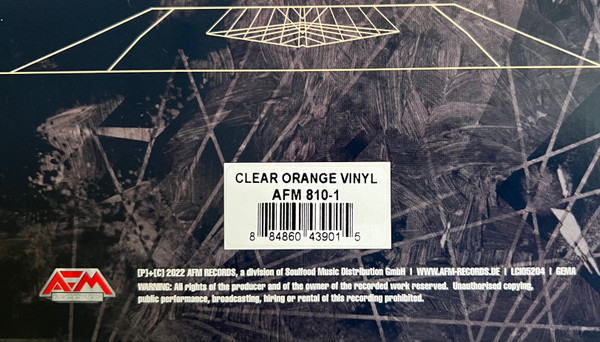 CLEAR ORANGE VINYL
AFM 810-1
8 84860 43901 5
AFM
[P]+[C] 2022 AFM RECORDS, a division of Soulfood Music Distribution GmbH | WWW.AFM-RECORDS.DE | LC|05204 | GEMA
WARNING: All rights of the producer and of the owner of the recorded work reserved. Unauthorised copying,
public performance, broadcasting, hiring or rental of this recording prohibited.